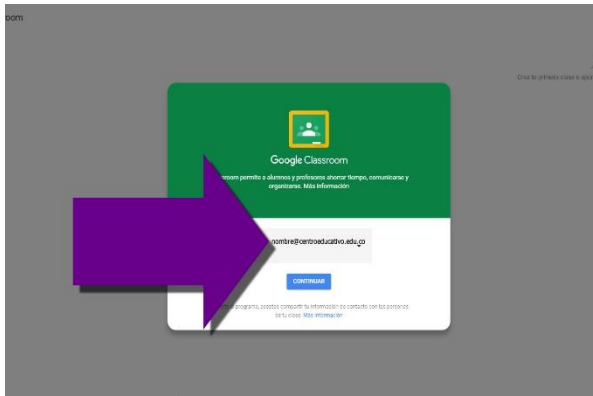 oom
Crea tu primera clase o apú
Google Classroom
room permite a alumnos y profesores ahorrar tiempo, comunicarse y
organizarse. Más información
nombre@centroeducativo.edu.co
CONTINUAR
programa, aceptas compartir tu información de contacto con las personas
de tu clase. Más información